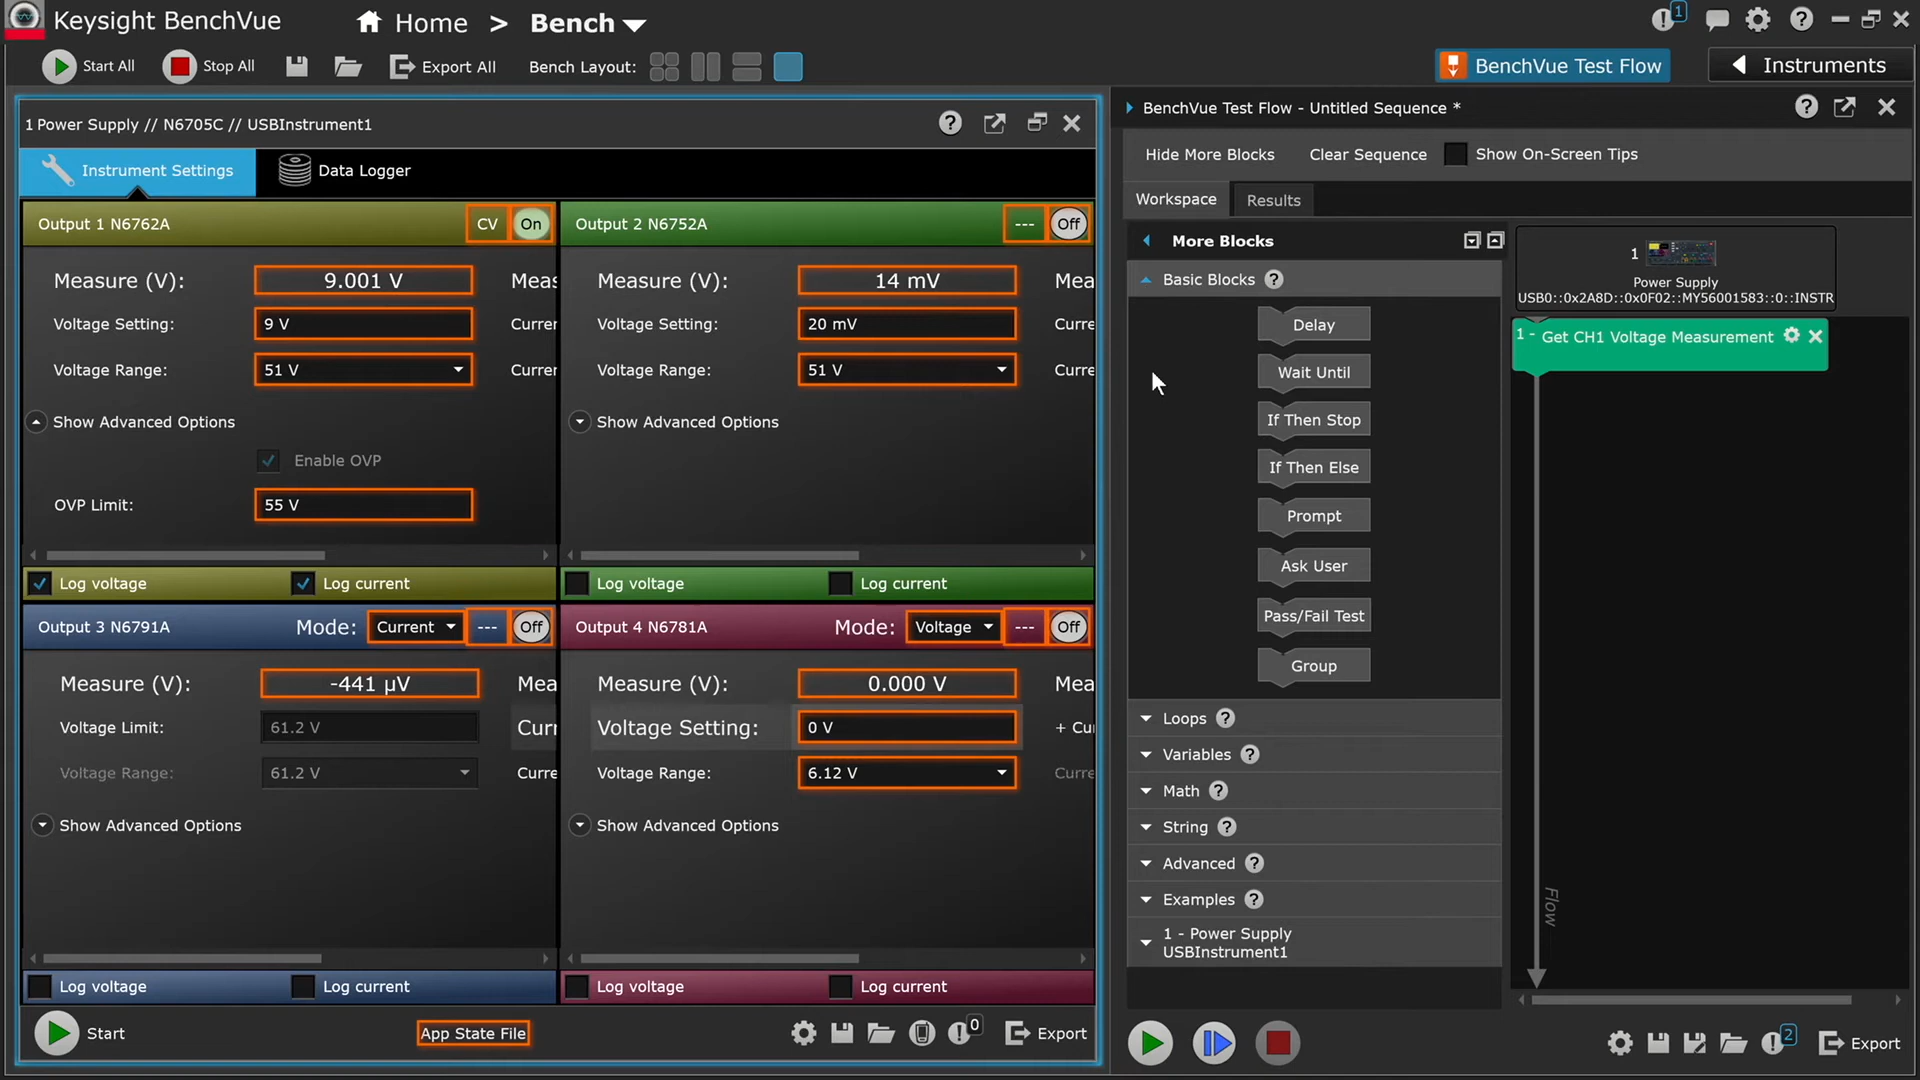 Keysight BenchVue
Home > Bench
1
Start All
Stop All
Export All
Bench Layout:
BenchVue Test Flow
Instruments
1 Power Supply // N6705C // USBInstrument1
Instrument Settings
Data Logger
Output 1 N6762A
CV
On
Output 2 N6752A
---
Off
Measure (V):
9.001 V
Meas
Measure (V):
14 mV
Mea
Voltage Setting:
9 V
Curren
Voltage Setting:
20 mV
Curre
Voltage Range:
51 V
Curren
Voltage Range:
51 V
Curre
Show Advanced Options
Show Advanced Options
Enable OVP
OVP Limit:
55 V
Log voltage
Log current
Log voltage
Log current
Output 3 N6791A
Mode:
Current
---
Off
Output 4 N6781A
Mode:
Voltage
---
Off
Measure (V):
-441 µV
Mea
Measure (V):
0.000 V
Mea
Voltage Limit:
61.2 V
Curr
Voltage Setting:
0 V
+ Cu
Voltage Range:
61.2 V
Curre
Voltage Range:
6.12 V
Curre
Show Advanced Options
Show Advanced Options
Log voltage
Log current
Log voltage
Log current
Start
App State File
0
Export
BenchVue Test Flow - Untitled Sequence *
Hide More Blocks
Clear Sequence
Show On-Screen Tips
Workspace
Results
More Blocks
Basic Blocks
Delay
Wait Until
If Then Stop
If Then Else
Prompt
Ask User
Pass/Fail Test
Group
Loops
Variables
Math
String
Advanced
Examples
1 - Power Supply
USBInstrument1
1
Power Supply
USB0::0x2A8D::0x0F02::MY56001583::0::INSTR
1 - Get CH1 Voltage Measurement
Flow
2
Export